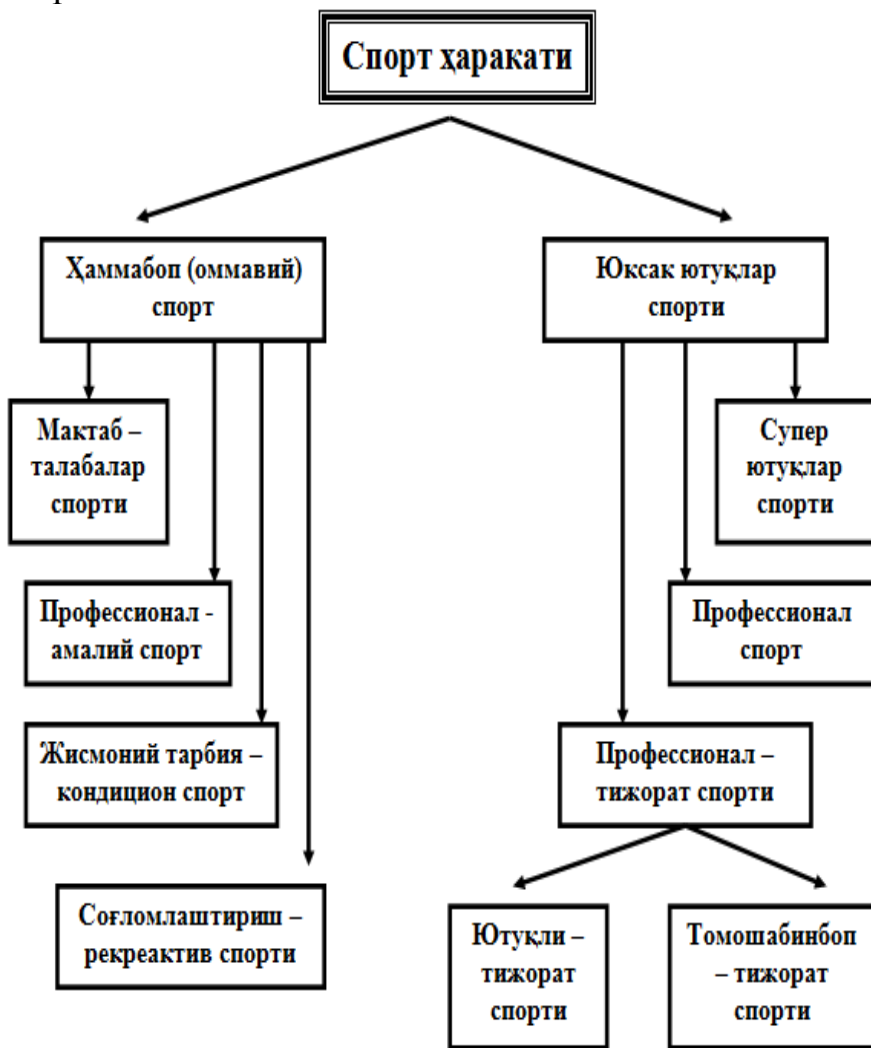 Спорт ҳаракати
Ҳаммабоп (оммавий)
спорт
Юксак ютуқлар
спорти
Мактаб –
талабалар
спорти
Супер
ютуқлар
спорти
Профессионал -
амалий спорт
Профессионал
спорт
Жисмоний тарбия –
кондицион спорт
Профессионал –
тижорат спорти
Соғломлаштириш –
рекреактив спорти
Ютуқли –
тижорат
спорти
Томошабинбоп
– тижорат
спорти